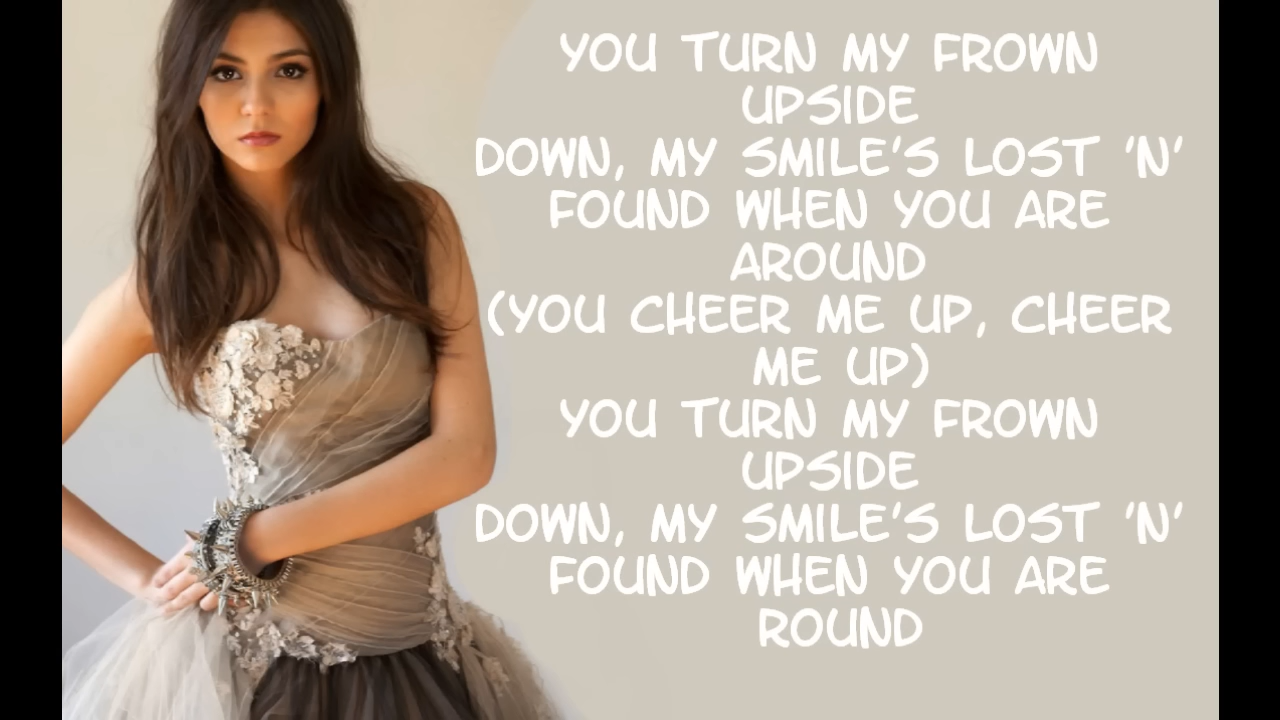 YOU TURN MY FROWN
UPSIDE
DOWN, MY SMILE'S LOST 'N'
FOUND WHEN YOU ARE
AROUND
(YOU CHEER ME UP, CHEER
ME UP)
YOU TURN MY FROWN
UPSIDE
DOWN, MY SMILE'S LOST 'N'
FOUND WHEN YOU ARE
ROUND